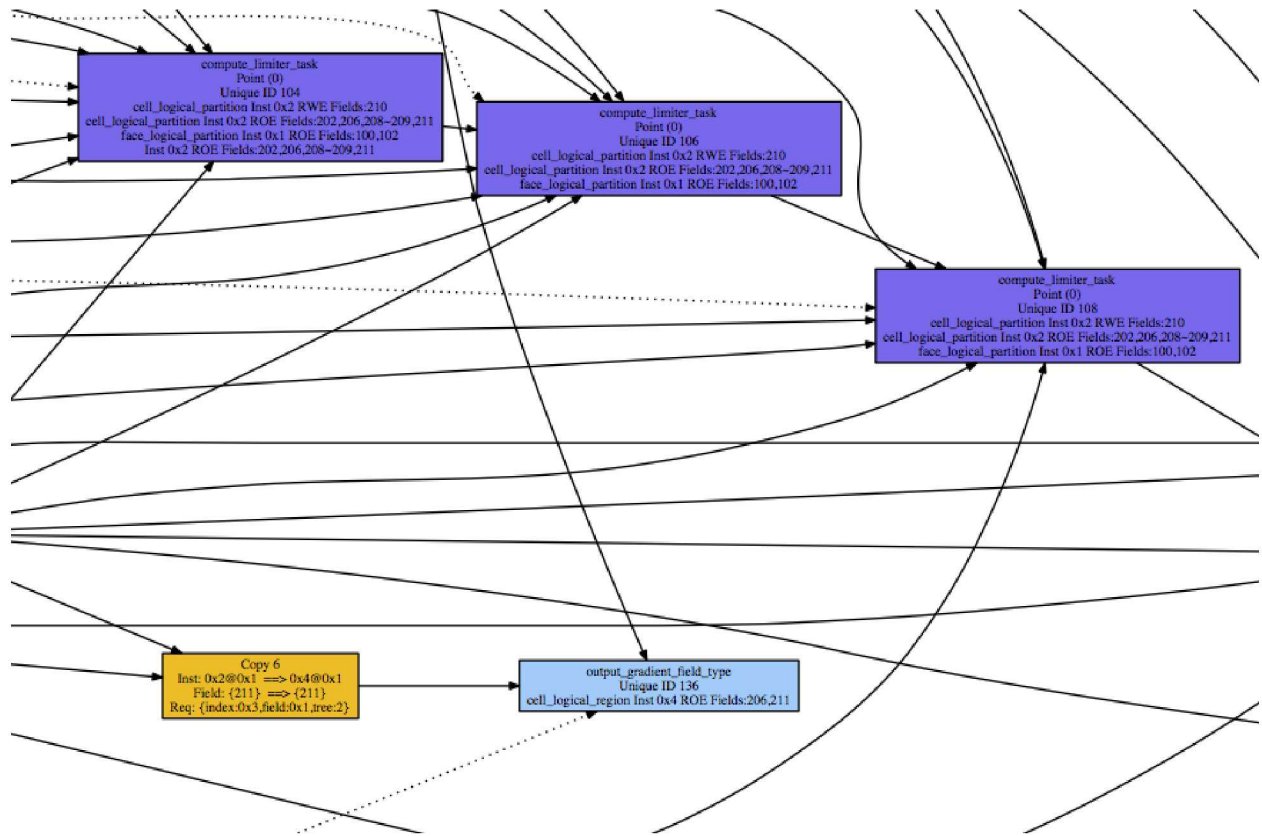 compute_limiter_task
Point (0)
Unique ID 104
cell_logical_partition Inst 0x2 RWE Fields:210
cell_logical_partition Inst 0x2 ROE Fields:202,206,208~209,211
face_logical_partition Inst 0x1 ROE Fields:100,102
Inst 0x2 ROE Fields:202,206,208~209,211
compute_limiter_task
Point (0)
Unique ID 106
cell_logical_partition Inst 0x2 RWE Fields:210
cell_logical_partition Inst 0x2 ROE Fields:202,206,208~209,211
face_logical_partition Inst 0x1 ROE Fields:100,102
compute_limiter_task
Point (0)
Unique ID 108
cell_logical_partition Inst 0x2 RWE Fields:210
cell_logical_partition Inst 0x2 ROE Fields:202,206,208~209,211
face_logical_partition Inst 0x1 ROE Fields:100,102
Copy 6
Inst: 0x2@0x1 ==> 0x4@0x1
Field: {211} ==> {211}
Req: {index:0x3,field:0x1,tree:2}
output_gradient_field_type
Unique ID 136
cell_logical_region Inst 0x4 ROE Fields:206,211